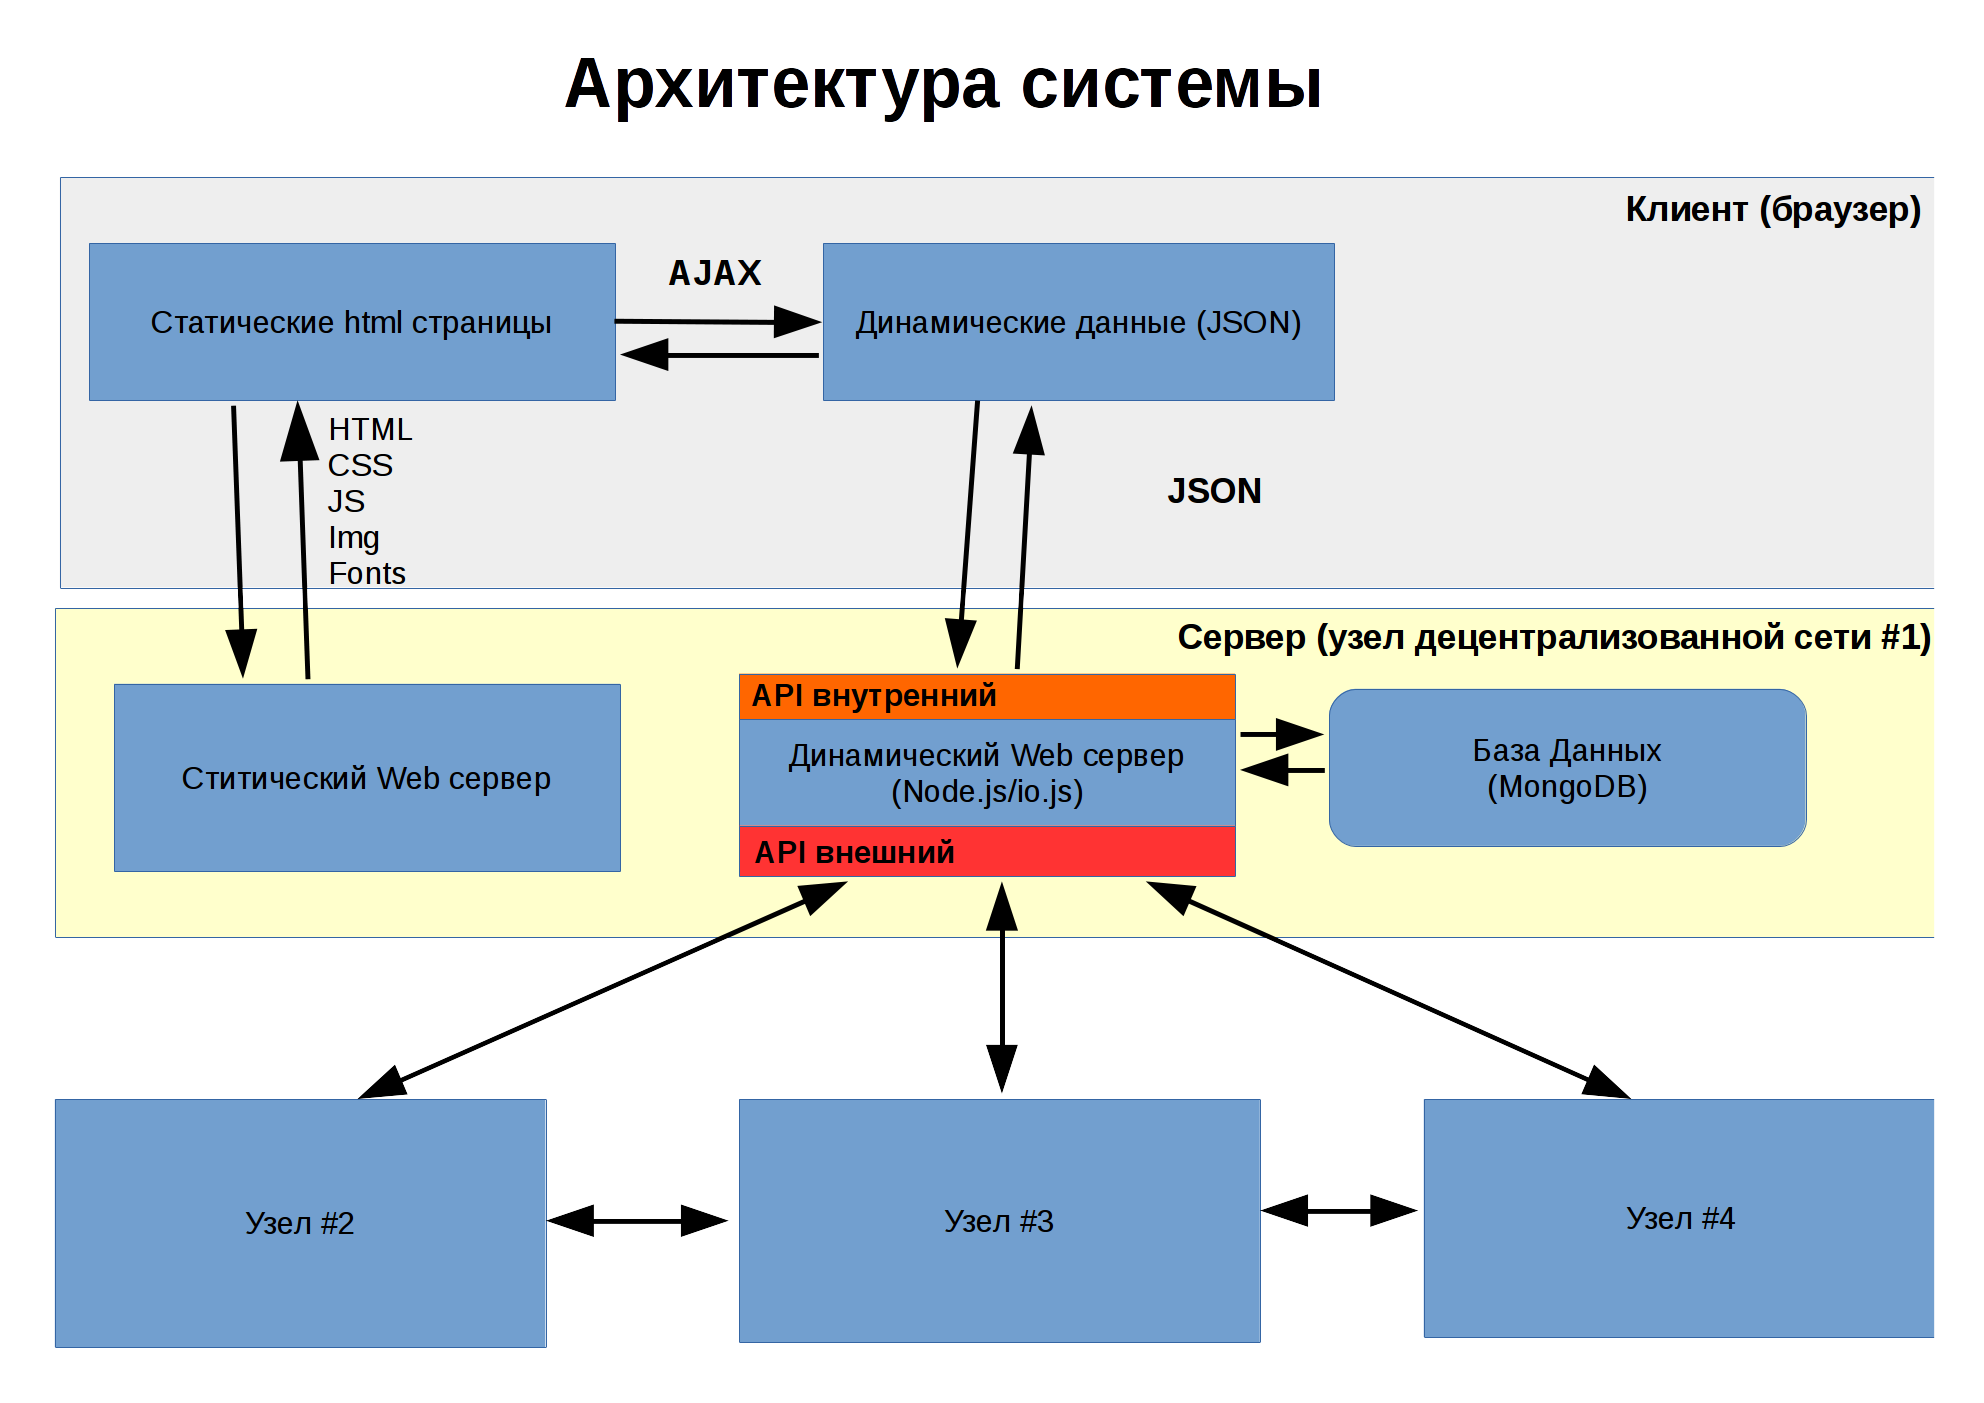 Архитектура системы
Клиент (браузер)
AJAX
Статические html страницы
Динамические данные (JSON)
HTML
CSS
JS
Img
Fonts
JSON
Сервер (узел децентрализованной сети #1)
API внутренний
Ститический Web сервер
Динамический Web сервер
(Node.js/io.js)
База Данных
(MongoDB)
API внешний
Узел #2
Узел #3
Узел #4